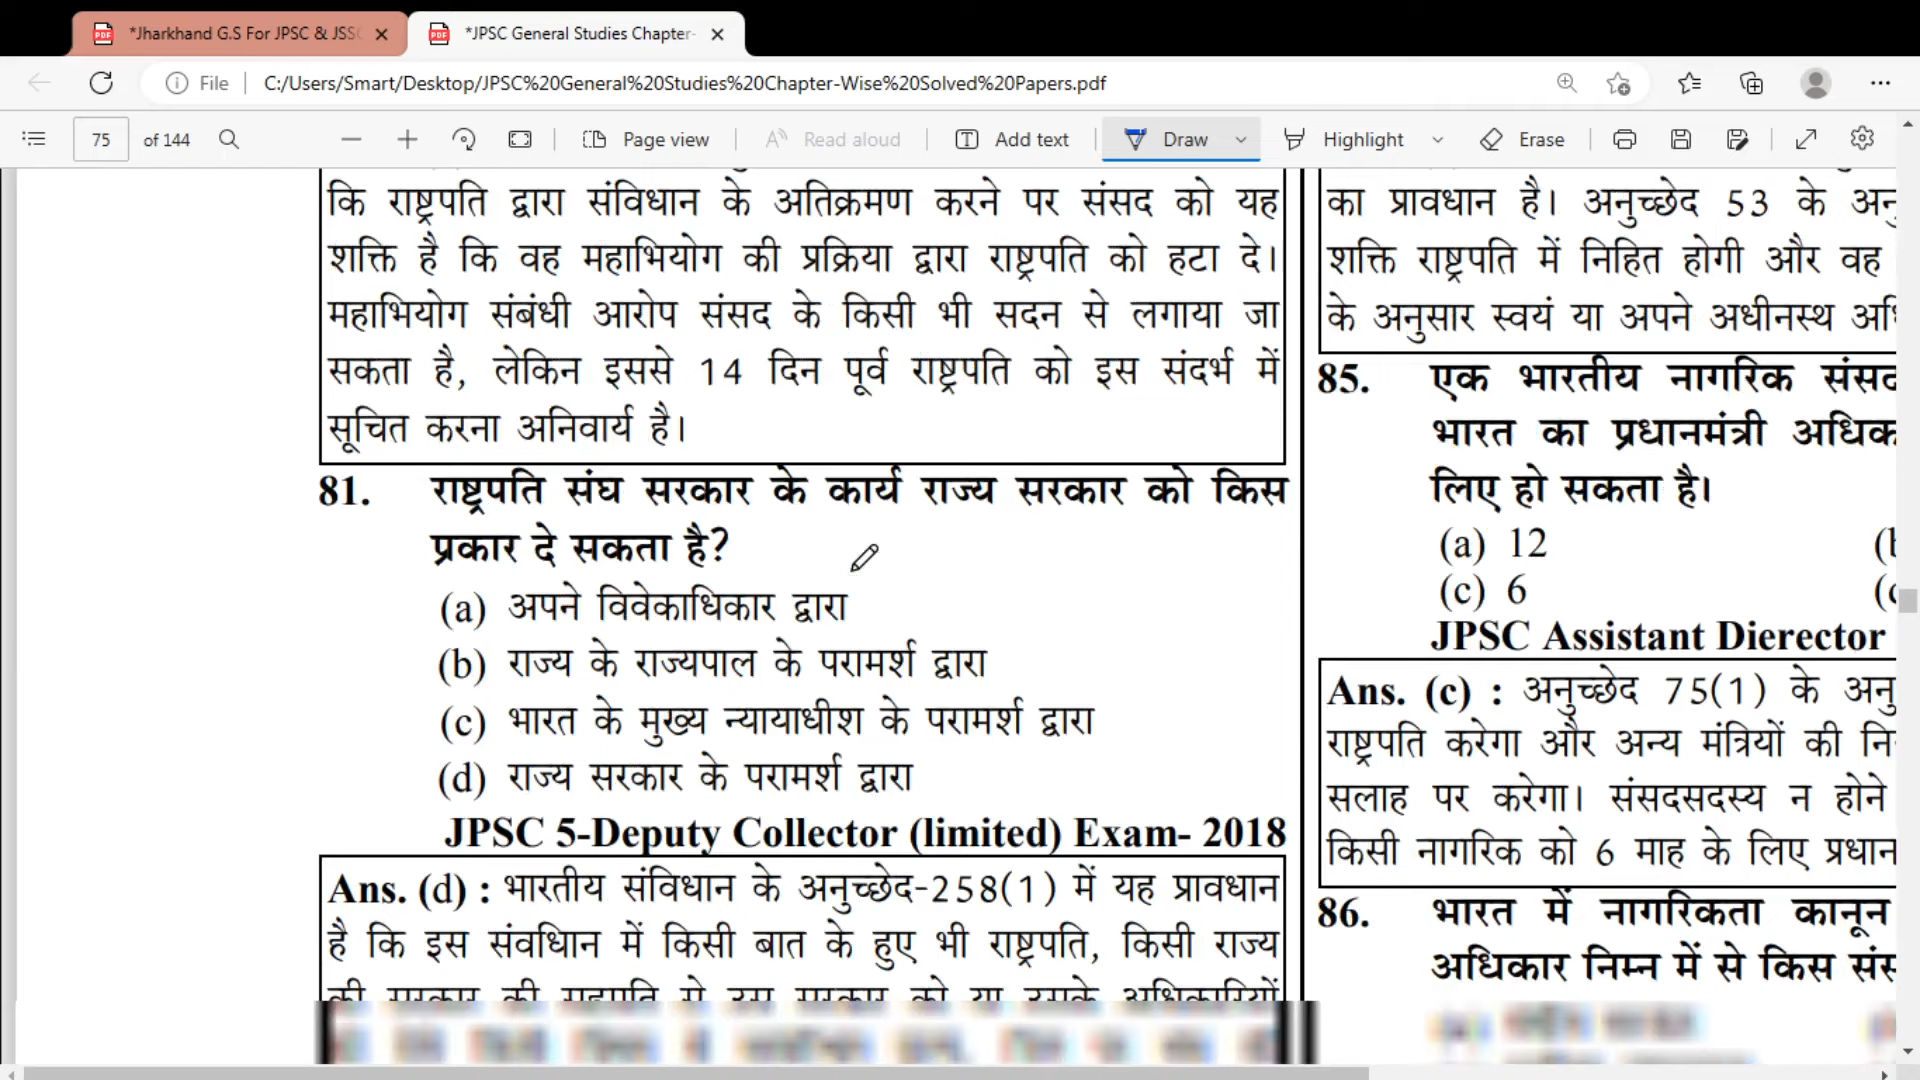 *Jharkhand G.S For JPSC & JSSC
*JPSC General Studies Chapter-
File
C:/Users/Smart/Desktop/JPSC%20General%20Studies%20Chapter-Wise%20Solved%20Papers.pdf
75 of 144
Page view
Read aloud
Add text
Draw
Highlight
Erase
कि राष्ट्रपति द्वारा संविधान के अतिक्रमण करने पर संसद को यह
शक्ति है कि वह महाभियोग की प्रक्रिया द्वारा राष्ट्रपति को हटा दे।
महाभियोग संबंधी आरोप संसद के किसी भी सदन से लगाया जा
सकता है, लेकिन इससे 14 दिन पूर्व राष्ट्रपति को इस संदर्भ में
सूचित करना अनिवार्य है।
81. राष्ट्रपति संघ सरकार के कार्य राज्य सरकार को किस
प्रकार दे सकता है?
(a) अपने विवेकाधिकार द्वारा
(b) राज्य के राज्यपाल के परामर्श द्वारा
(c) भारत के मुख्य न्यायाधीश के परामर्श द्वारा
(d) राज्य सरकार के परामर्श द्वारा
JPSC 5-Deputy Collector (limited) Exam- 2018
Ans. (d) : भारतीय संविधान के अनुच्छेद-258(1) में यह प्रावधान
है कि इस संवधिान में किसी बात के हुए भी राष्ट्रपति, किसी राज्य
की सरकार की सहमति से उस सरकार को या उसके अधिकारियों
का प्रावधान है। अनुच्छेद 53 के
शक्ति राष्ट्रपति में निहित होगी और वह
के अनुसार स्वयं या अपने अधीनस्थ
85. एक भारतीय नागरिक संसद
भारत का प्रधानमंत्री
लिए हो सकता है।
(a) 12
(c) 6
JPSC Assistant Dierector
Ans. (c) : अनुच्छेद 75(1) के
राष्ट्रपति करेगा और अन्य मंत्रियों की
सलाह पर करेगा। संसदसदस्य न होने
किसी नागरिक को 6 माह के लिए
86. भारत में नागरिकता कानून
अधिकार निम्न में से किस